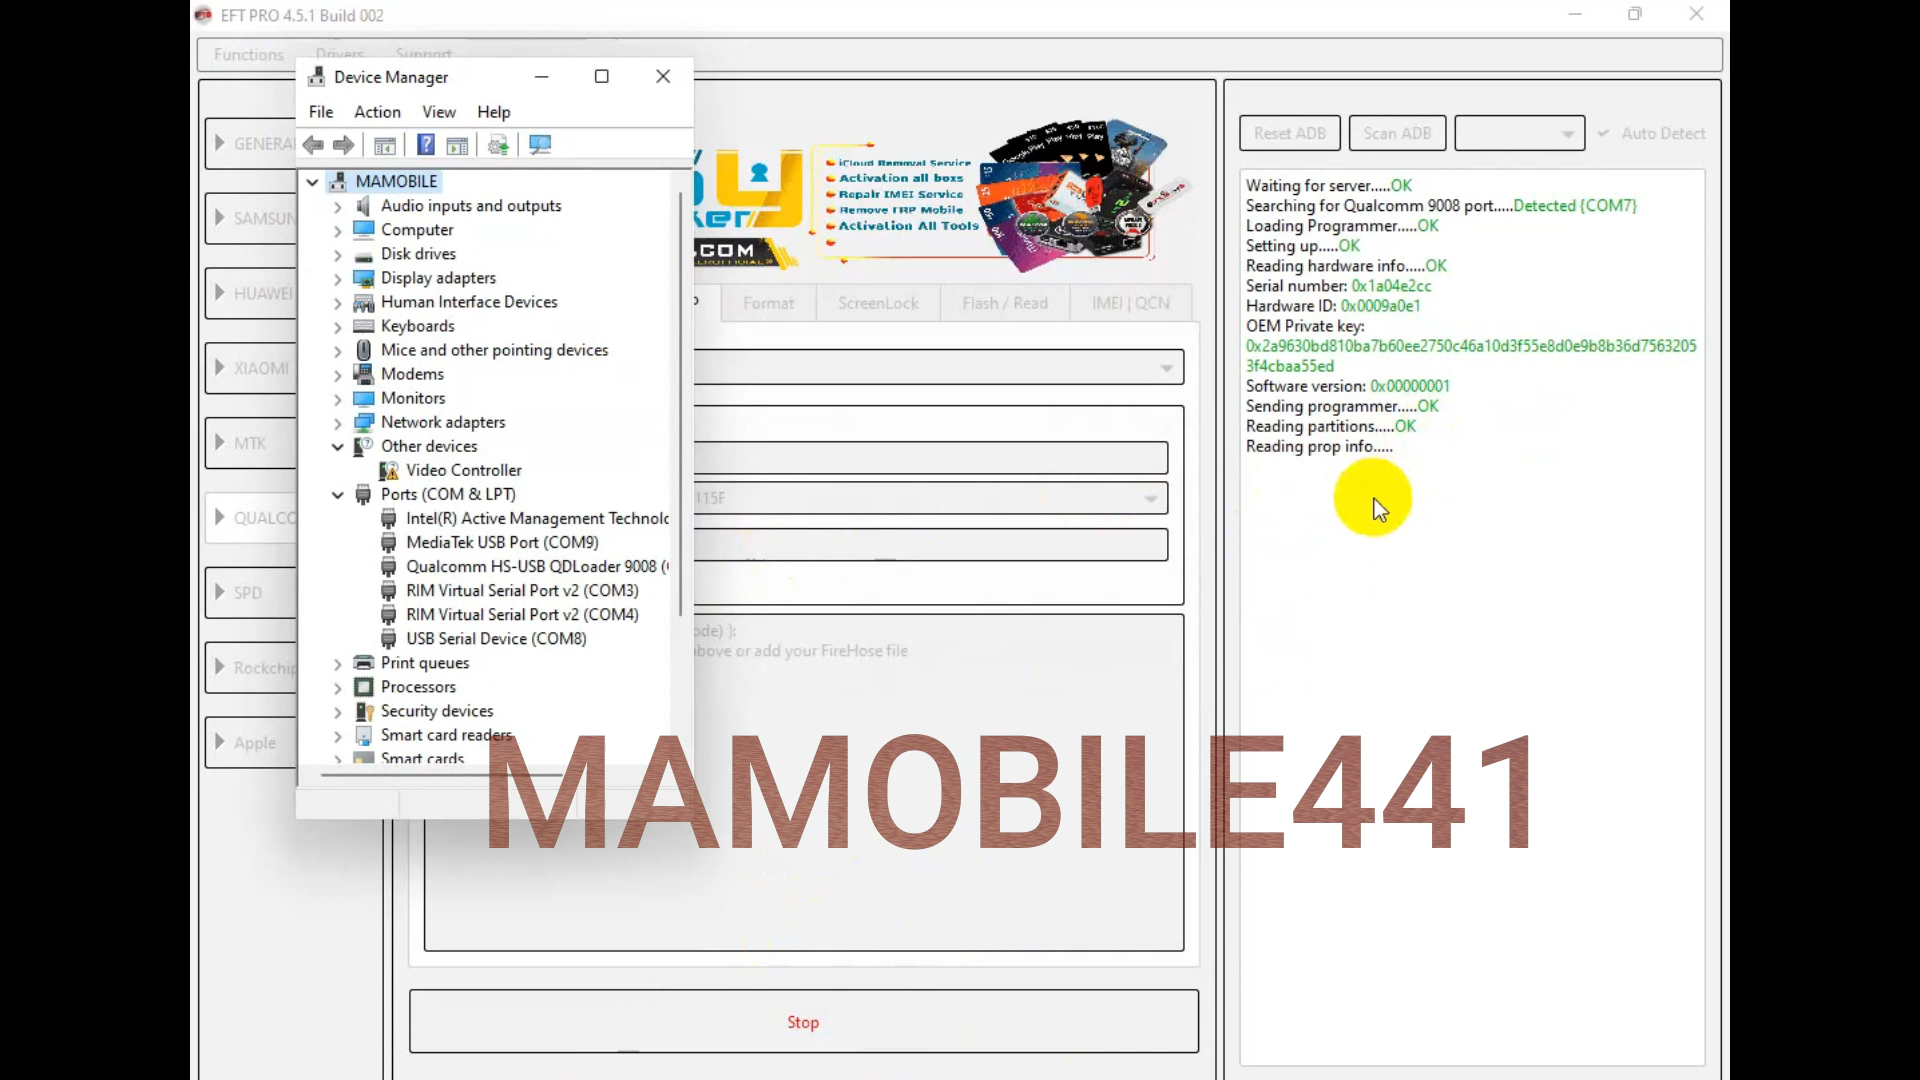 EFT PRO 4.5.1 Build 002
Functions
Drivers
Support
Device Manager
File
Action
View
Help
MAMOBILE
Audio inputs and outputs
Computer
Disk drives
Display adapters
Human Interface Devices
Keyboards
Mice and other pointing devices
Modems
Monitors
Network adapters
Other devices
Video Controller
Ports (COM & LPT)
Intel(R) Active Management Technolo
MediaTek USB Port (COM9)
Qualcomm HS-USB QDLoader 9008 (
RIM Virtual Serial Port v2 (COM3)
RIM Virtual Serial Port v2 (COM4)
USB Serial Device (COM8)
Print queues
Processors
Security devices
Smart card readers
Smart cards
GENERA
SAMSUN
HUAWEI
XIAOMI
MTK
QUALCO
SPD
Rockchip
Apple
iCloud Removal Service
Activation all boxs
Repair IMEI Service
Remove FRP Mobile
Activation All Tools
.COM
Format
ScreenLock
Flash / Read
IMEI | QCN
115F
ode) ):
above or add your FireHose file
Stop
Reset ADB
Scan ADB
Auto Detect
Waiting for server.....OK
Searching for Qualcomm 9008 port.....Detected {COM7}
Loading Programmer.....OK
Setting up.....OK
Reading hardware info.....OK
Serial number: 0x1a04e2cc
Hardware ID: 0x0009a0e1
OEM Private key:
0x2a9630bd810ba7b60ee2750c46a10d3f55e8d0e9b8b36d7563205
3f4cbaa55ed
Software version: 0x00000001
Sending programmer.....OK
Reading partitions.....OK
Reading prop info.....
MAMOBILE441